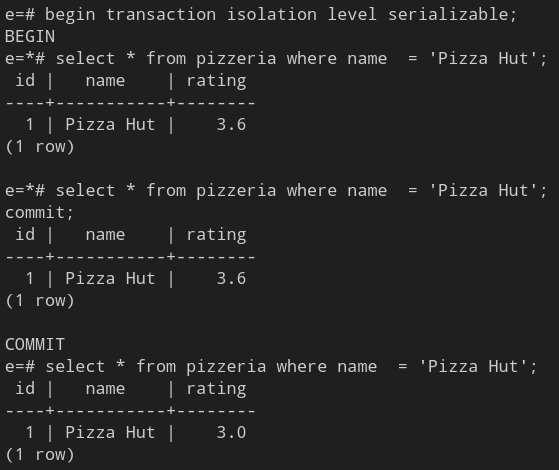 e=# begin transaction isolation level serializable;
BEGIN
e=*# select * from pizzeria where name  = 'Pizza Hut';
 id |   name    | rating
----+-----------+--------
  1 | Pizza Hut |    3.6
(1 row)

e=*# select * from pizzeria where name  = 'Pizza Hut';
commit;
 id |   name    | rating
----+-----------+--------
  1 | Pizza Hut |    3.6
(1 row)

COMMIT
e=# select * from pizzeria where name  = 'Pizza Hut';
 id |   name    | rating
----+-----------+--------
  1 | Pizza Hut |    3.0
(1 row)